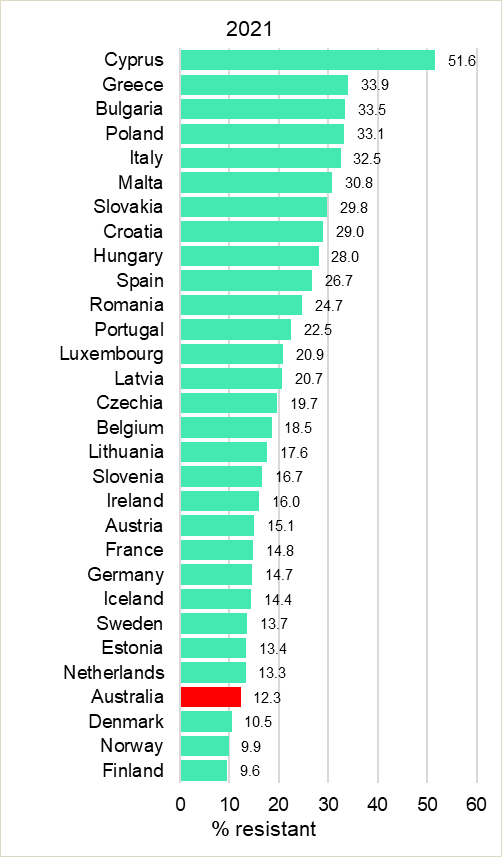 2021
Cyprus 51.6
Greece 33.9
Bulgaria 33.5
Poland 33.1
Italy 32.5
Malta 30.8
Slovakia 29.8
Croatia 29.0
Hungary 28.0
Spain 26.7
Romania 24.7
Portugal 22.5
Luxembourg 20.9
Latvia 20.7
Czechia 19.7
Belgium 18.5
Lithuania 17.6
Slovenia 16.7
Ireland 16.0
Austria 15.1
France 14.8
Germany 14.7
Iceland 14.4
Sweden 13.7
Estonia 13.4
Netherlands 13.3
Australia 12.3
Denmark 10.5
Norway 9.9
Finland 9.6
0 10 20 30 40 50 60
% resistant